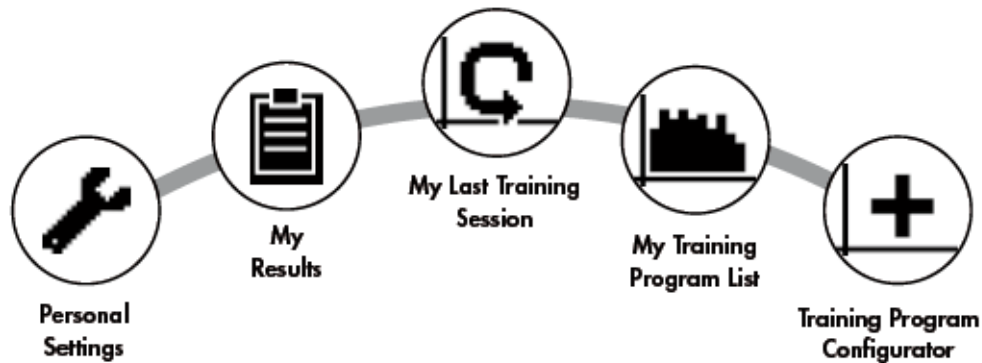 Personal
Settings
My
Results
My Last Training
Session
My Training
Program List
Training Program
Configurator